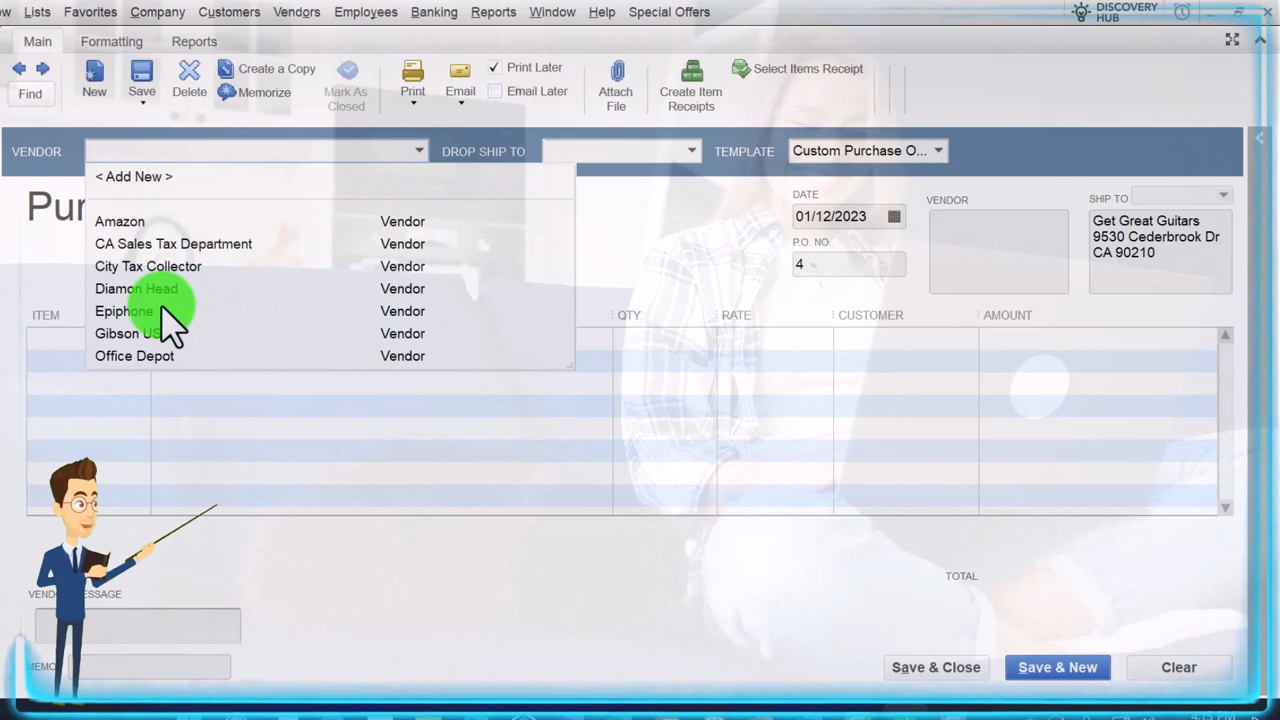 Lists Favorites Company Customers Vendors Employees Banking Reports Window Help Special Offers
DISCOVERY
HUB
Main Formatting Reports
Find
New
Save
Delete
Create a Copy
Memorize
Mark As
Closed
Print
Email
Print Later
Email Later
Attach
File
Create Item
Receipts
Select Items Receipt
VENDOR
DROP SHIP TO
TEMPLATE Custom Purchase O...
< Add New >
Amazon Vendor
CA Sales Tax Department Vendor
City Tax Collector Vendor
Diamon Head Vendor
Epiphone Vendor
Gibson Vendor
Office Depot Vendor
DATE
01/12/2023
P.O. NO.
4
VENDOR
SHIP TO
Get Great Guitars
9530 Cederbrook Dr
CA 90210
ITEM QTY RATE CUSTOMER AMOUNT
TOTAL
Save & Close Save & New Clear